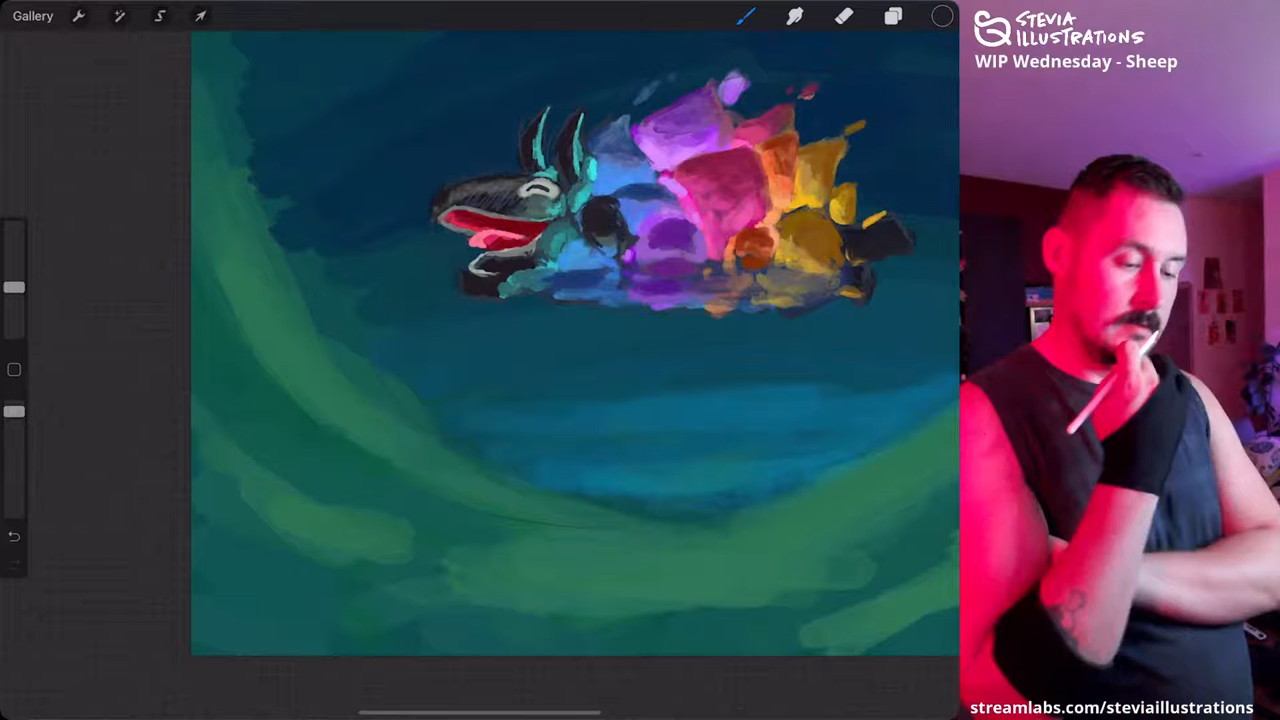 Gallery
STEVIA
ILLUSTRATIONS
WIP Wednesday - Sheep
streamlabs.com/steviaillustrations